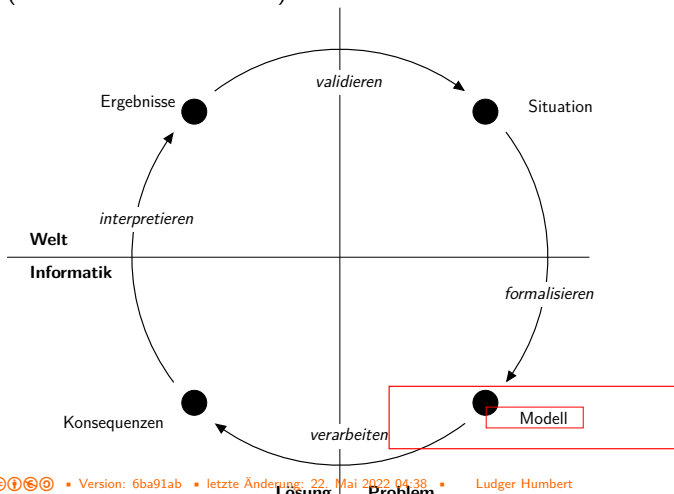 validieren
Ergebnisse
Situation
interpretieren
Welt
Informatik
formalisieren
Modell
Konsequenzen
verarbeiten
Version: 6ba91ab ▪ letzte Änderung: 22. Mai 2022 04:38 ▪ Ludger Humbert
Lösung Problem